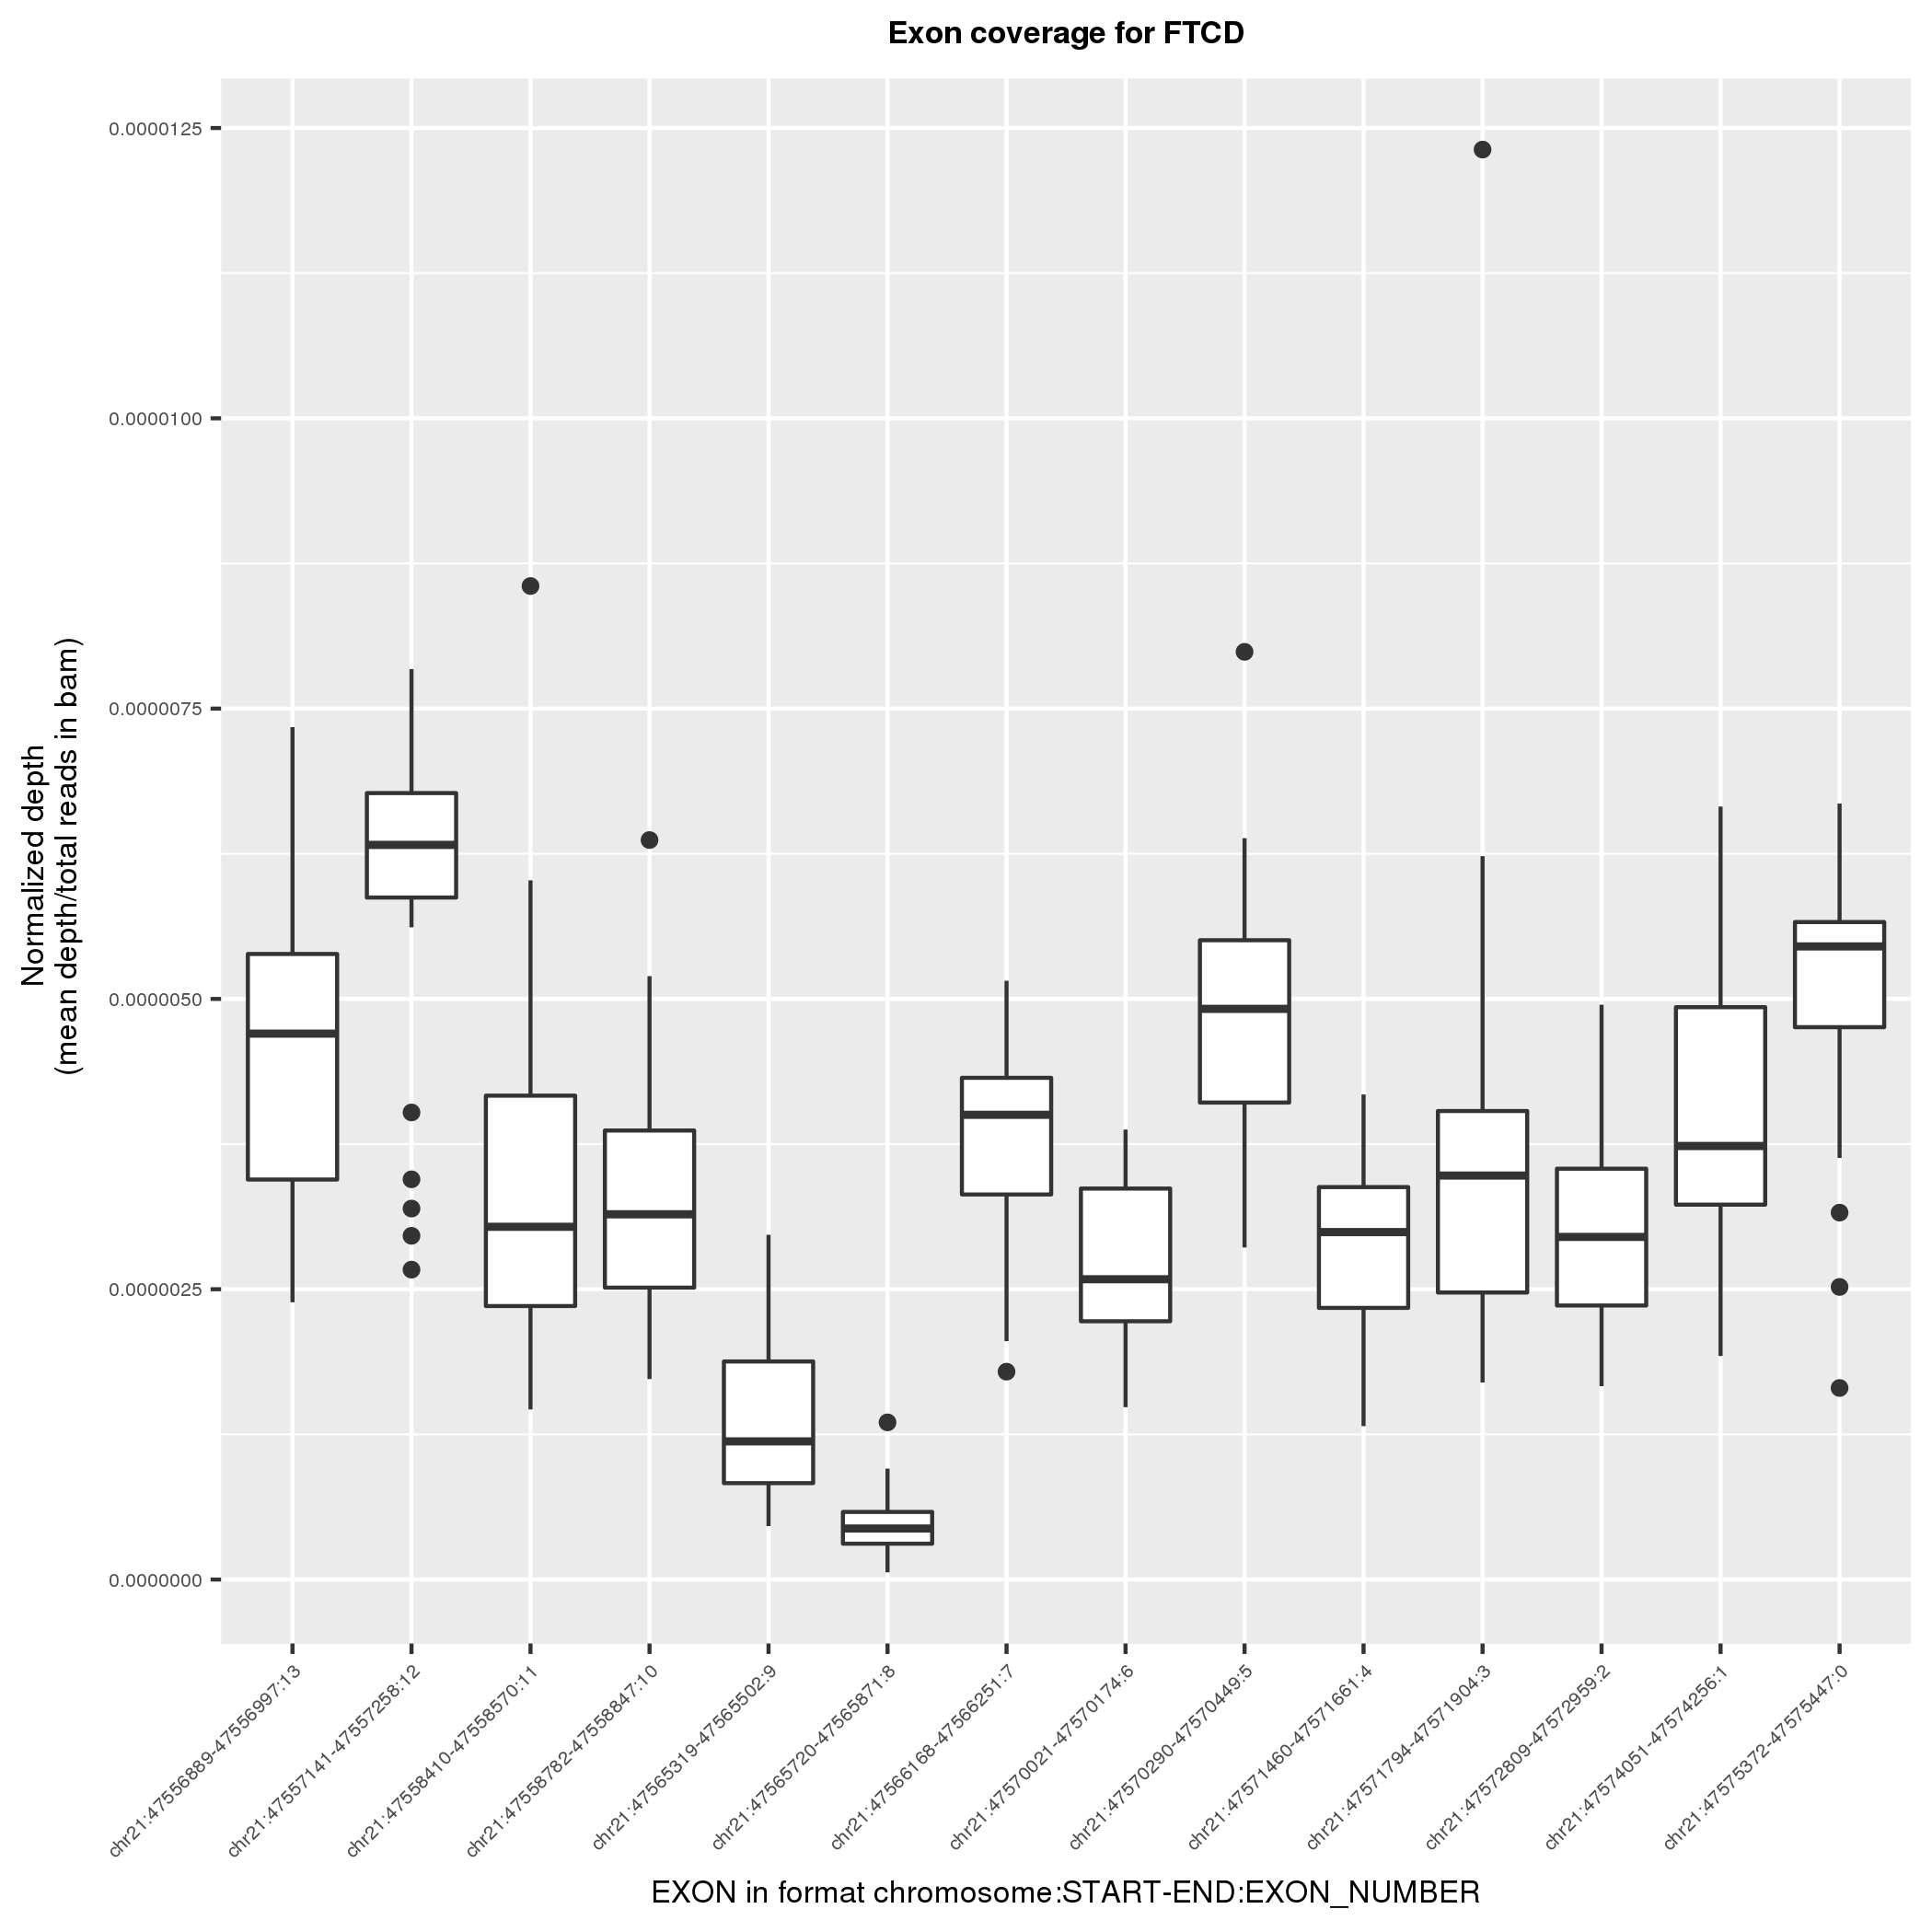 Exon coverage for FTCD
Normalized depth
(mean depth/total reads in bam)
0.0000125
0.0000100
0.0000075
0.0000050
0.0000025
0.0000000
chr21:47556889-47556997:13
chr21:47557141-47557258:12
chr21:47558410-47558570:11
chr21:47558782-47558847:10
chr21:47565319-47565502:9
chr21:47565720-47565871:8
chr21:47566168-47566251:7
chr21:47570021-47570174:6
chr21:47570290-47570449:5
chr21:47571460-47571661:4
chr21:47571794-47571904:3
chr21:47572809-47572959:2
chr21:47574051-47574256:1
chr21:47575372-47575447:0
EXON in format chromosome:START-END:EXON_NUMBER